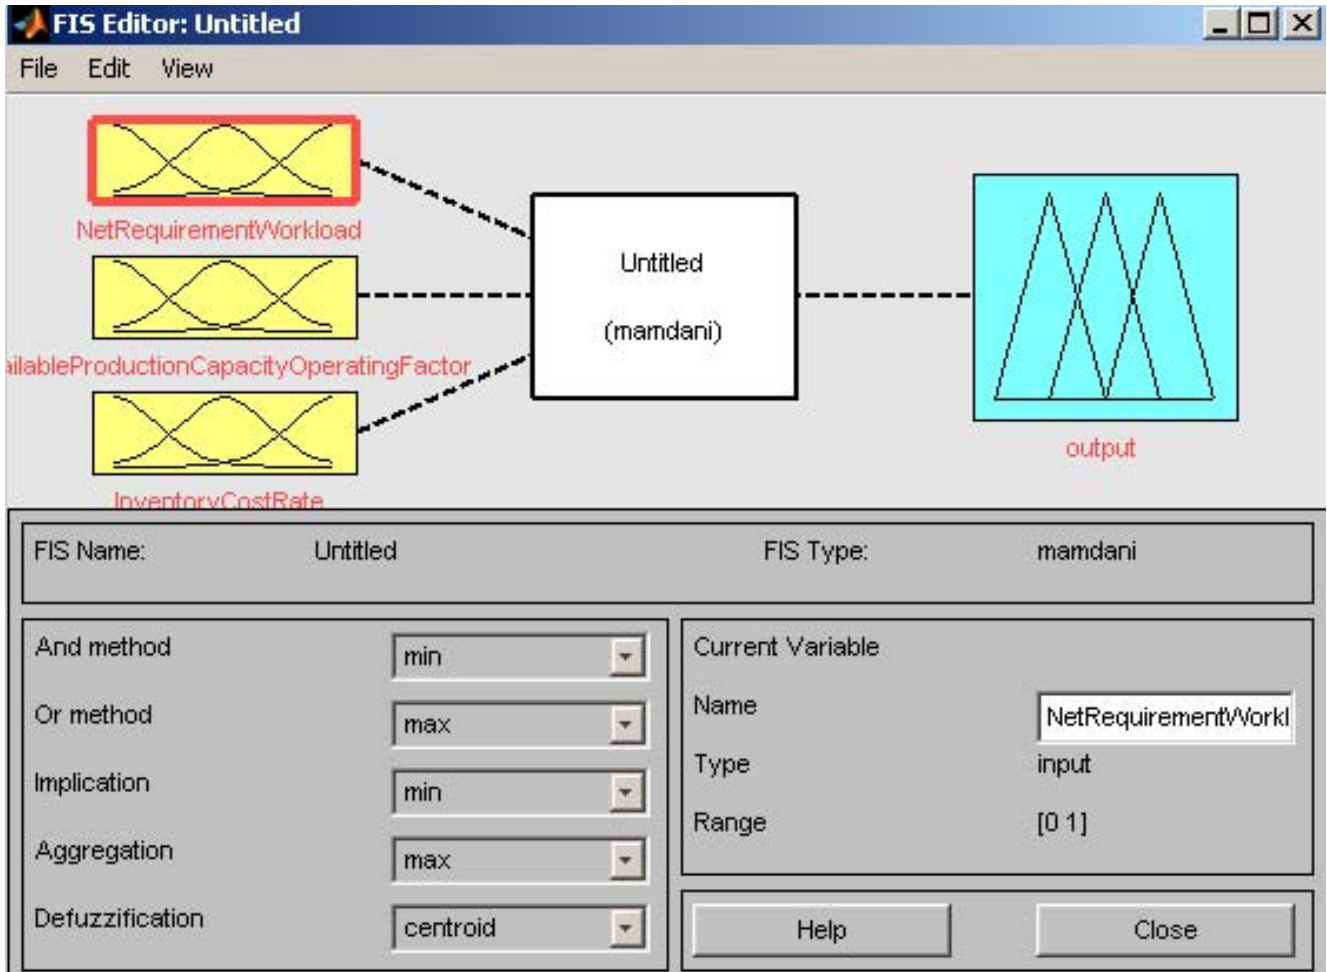 FIS Editor: Untitled
File Edit View
NetRequirementWorkload
ailableProductionCapacityOperatingFactor
InventoryCostRate
Untitled
(mamdani)
output
FIS Name: Untitled FIS Type: mamdani
And method min
Or method max
Implication min
Aggregation max
Defuzzification centroid
Current Variable
Name NetRequirementWorkl
Type input
Range [0 1]
Help Close